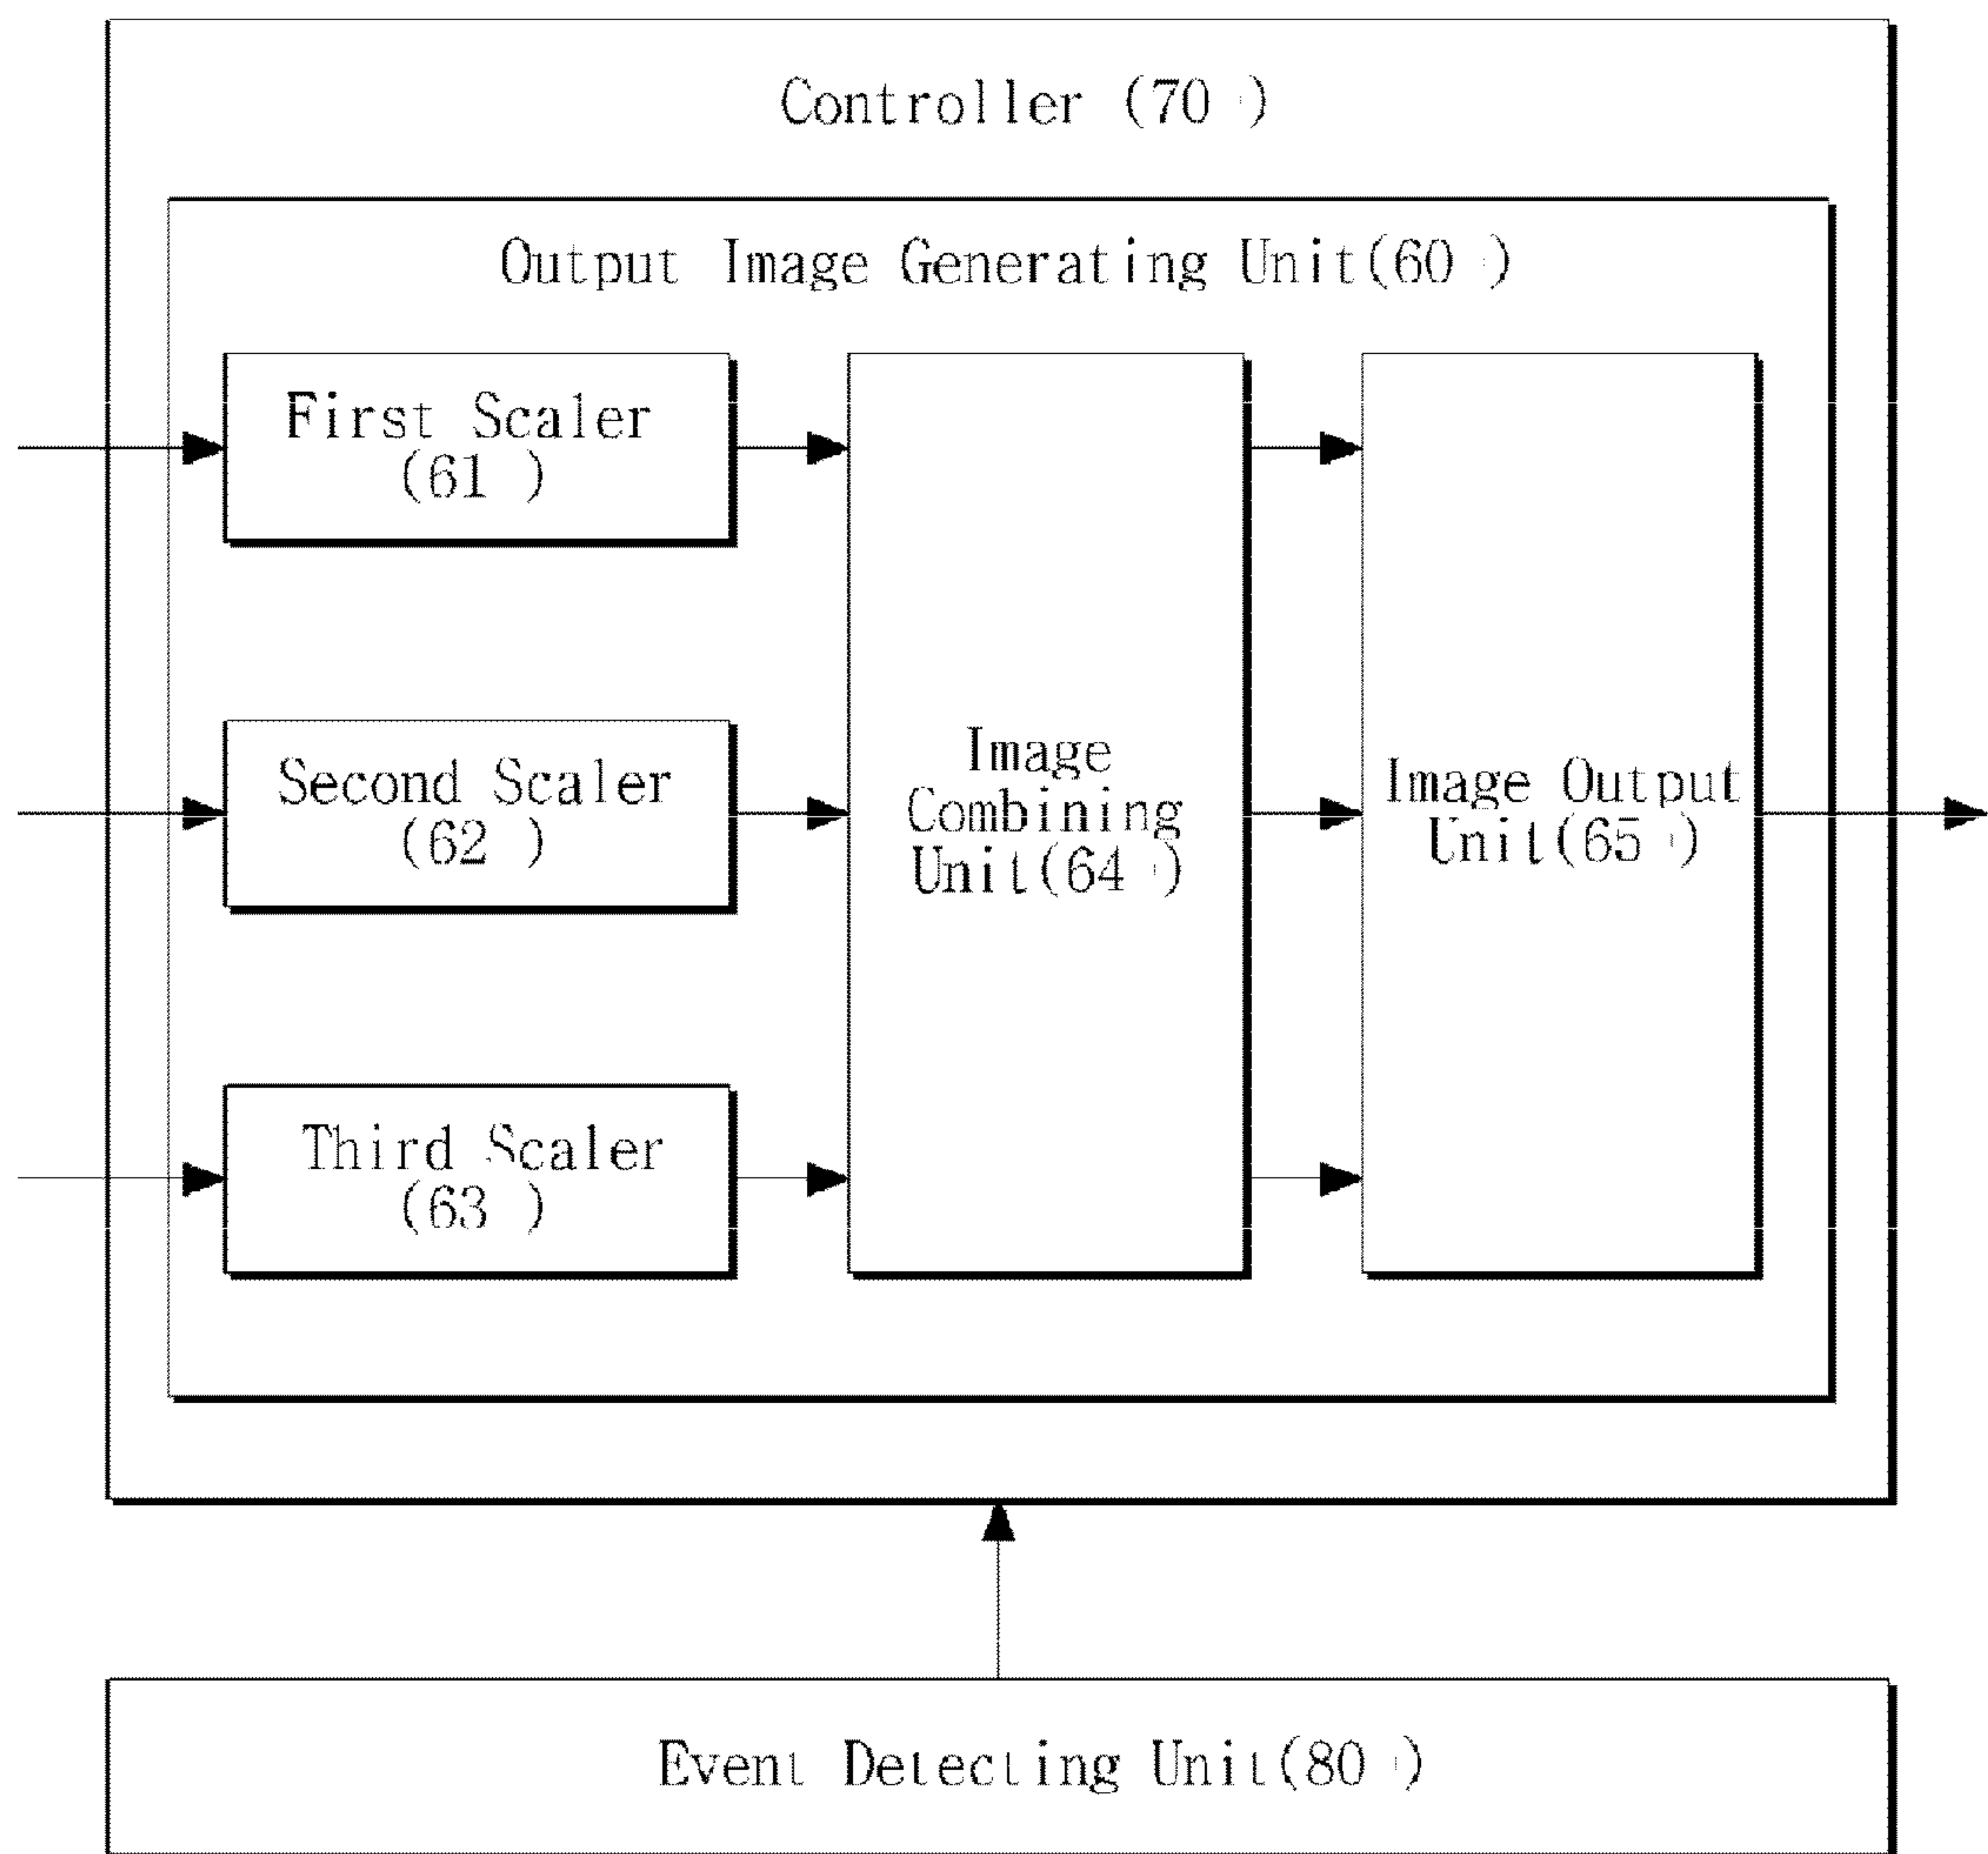 Controller (70 )
Output Image Generating Unit(60 )
First Scaler
(61 )
Second Scaler
(62 )
Third Scaler
(63 )
Image
Combining
Unit(64 )
Image Output
Unit(65 )
Event Detecting Unit(80 )